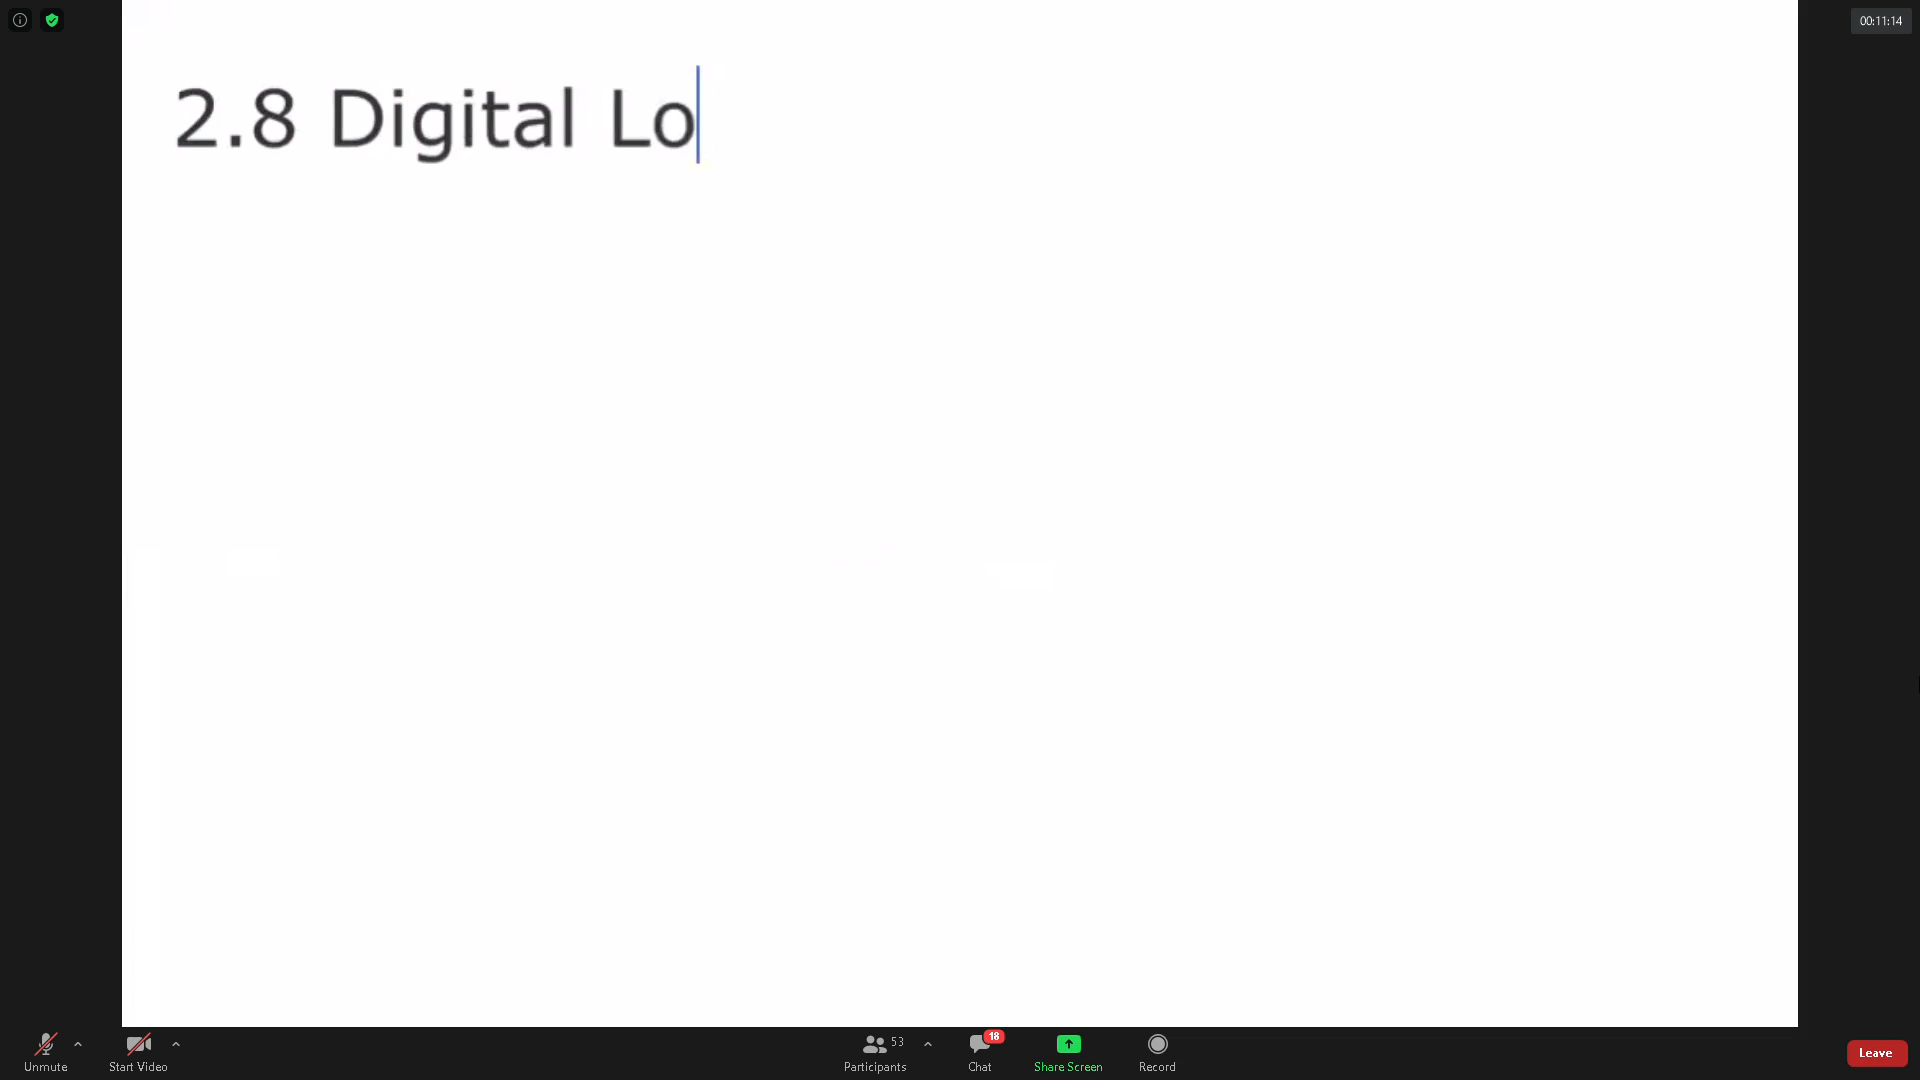 00:11:14
2.8 Digital Lo
Unmute
Start Video
53
Participants
18
Chat
Share Screen
Record
Leave